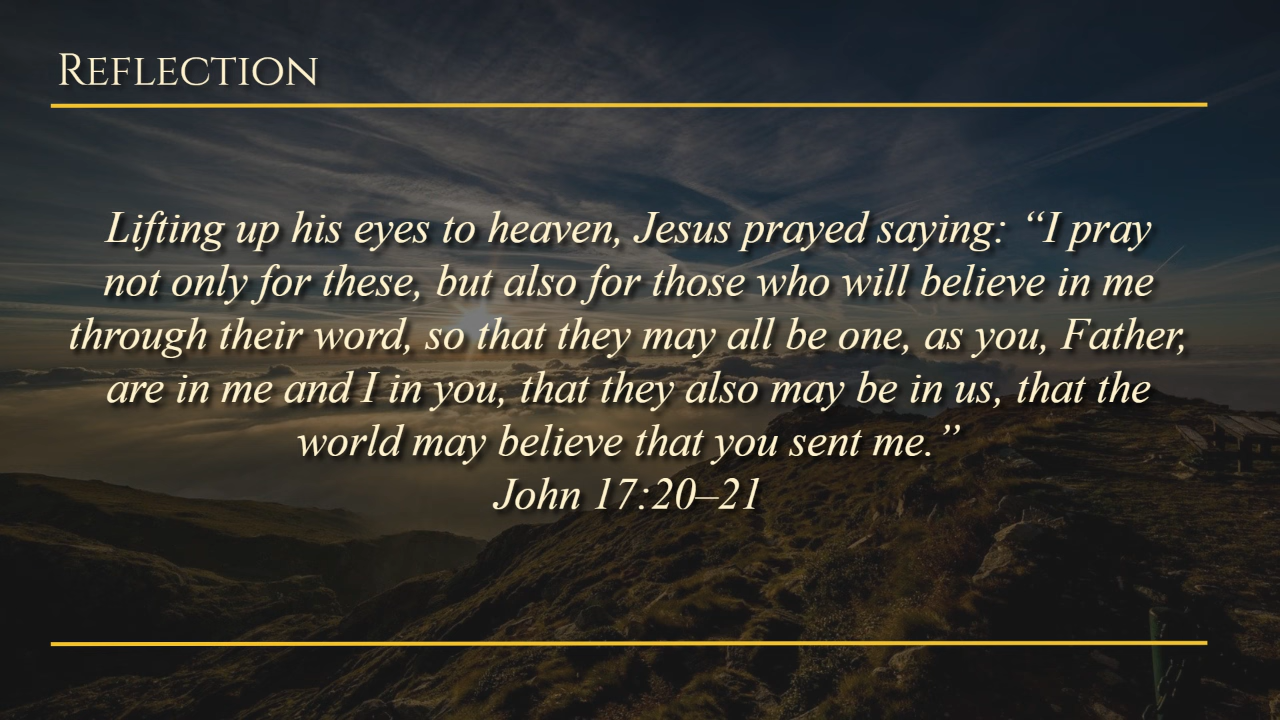 Reflection
Lifting up his eyes to heaven, Jesus prayed saying: “I pray
not only for these, but also for those who will believe in me
through their word, so that they may all be one, as you, Father,
are in me and I in you, that they also may be in us, that the
world may believe that you sent me.”
John 17:20–21